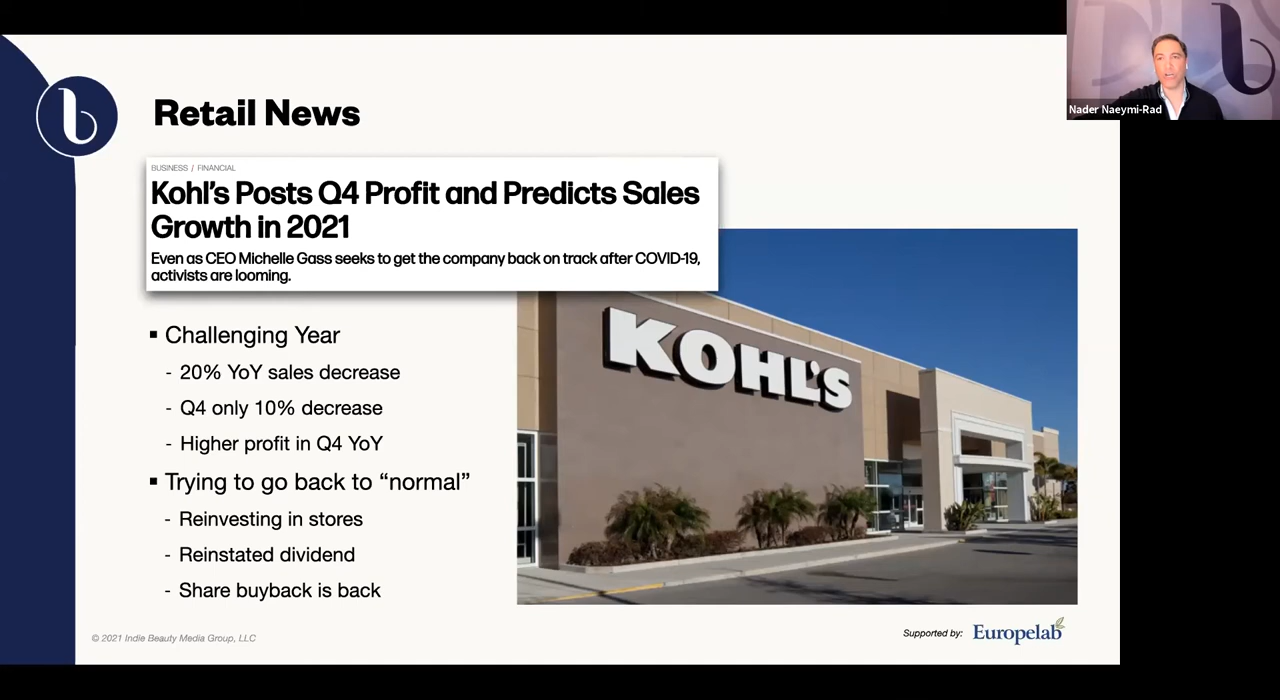 Nader Naeymi-Rad
b
Retail News
BUSINESS / FINANCIAL
Kohl's Posts Q4 Profit and Predicts Sales
Growth in 2021
Even as CEO Michelle Gass seeks to get the company back on track after COVID-19,
activists are looming.
▪ Challenging Year
- 20% YoY sales decrease
- Q4 only 10% decrease
- Higher profit in Q4 YoY
▪ Trying to go back to “normal”
- Reinvesting in stores
- Reinstated dividend
- Share buyback is back
KOHL'S
© 2021 Indie Beauty Media Group, LLC
Supported by: Europelab